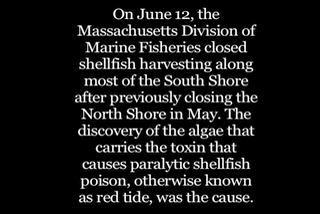 On June 12, the
Massachusetts Division of
Marine Fisheries closed
shellfish harvesting along
most of the South Shore
after previously closing the
North Shore in May. The
discovery of the algae that
carries the toxin that
causes paralytic shellfish
poison, otherwise known
as red tide, was the cause.